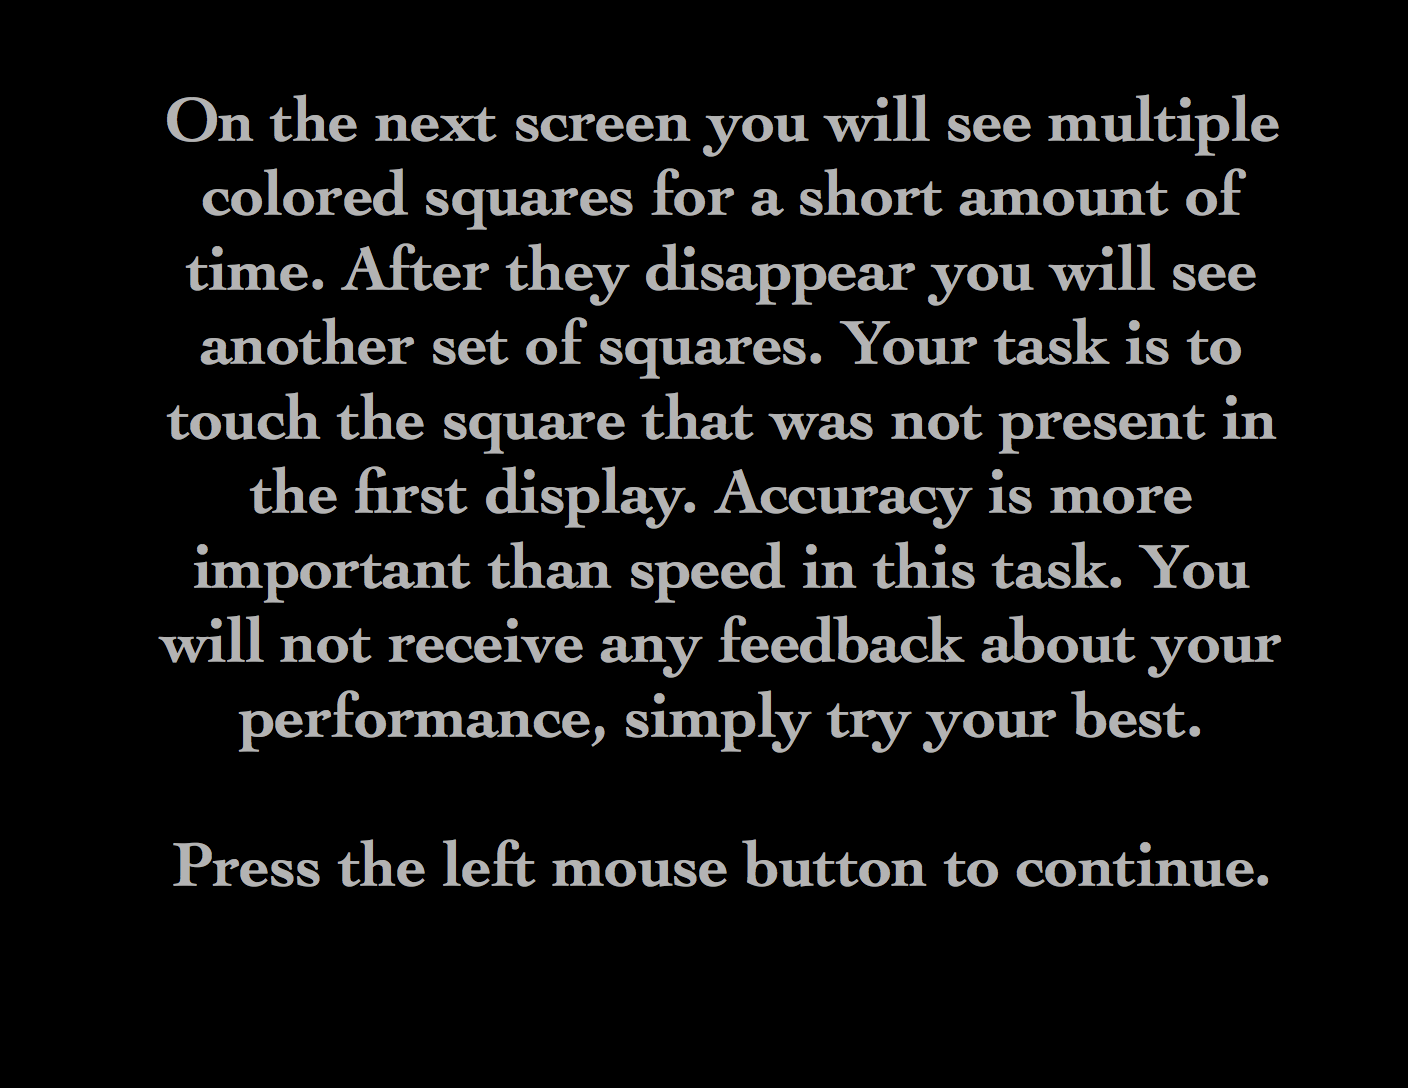 On the next screen you will see multiple
colored squares for a short amount of
time. After they disappear you will see
another set of squares. Your task is to
touch the square that was not present in
the first display. Accuracy is more
important than speed in this task. You
will not receive any feedback about your
performance, simply try your best.
Press the left mouse button to continue.